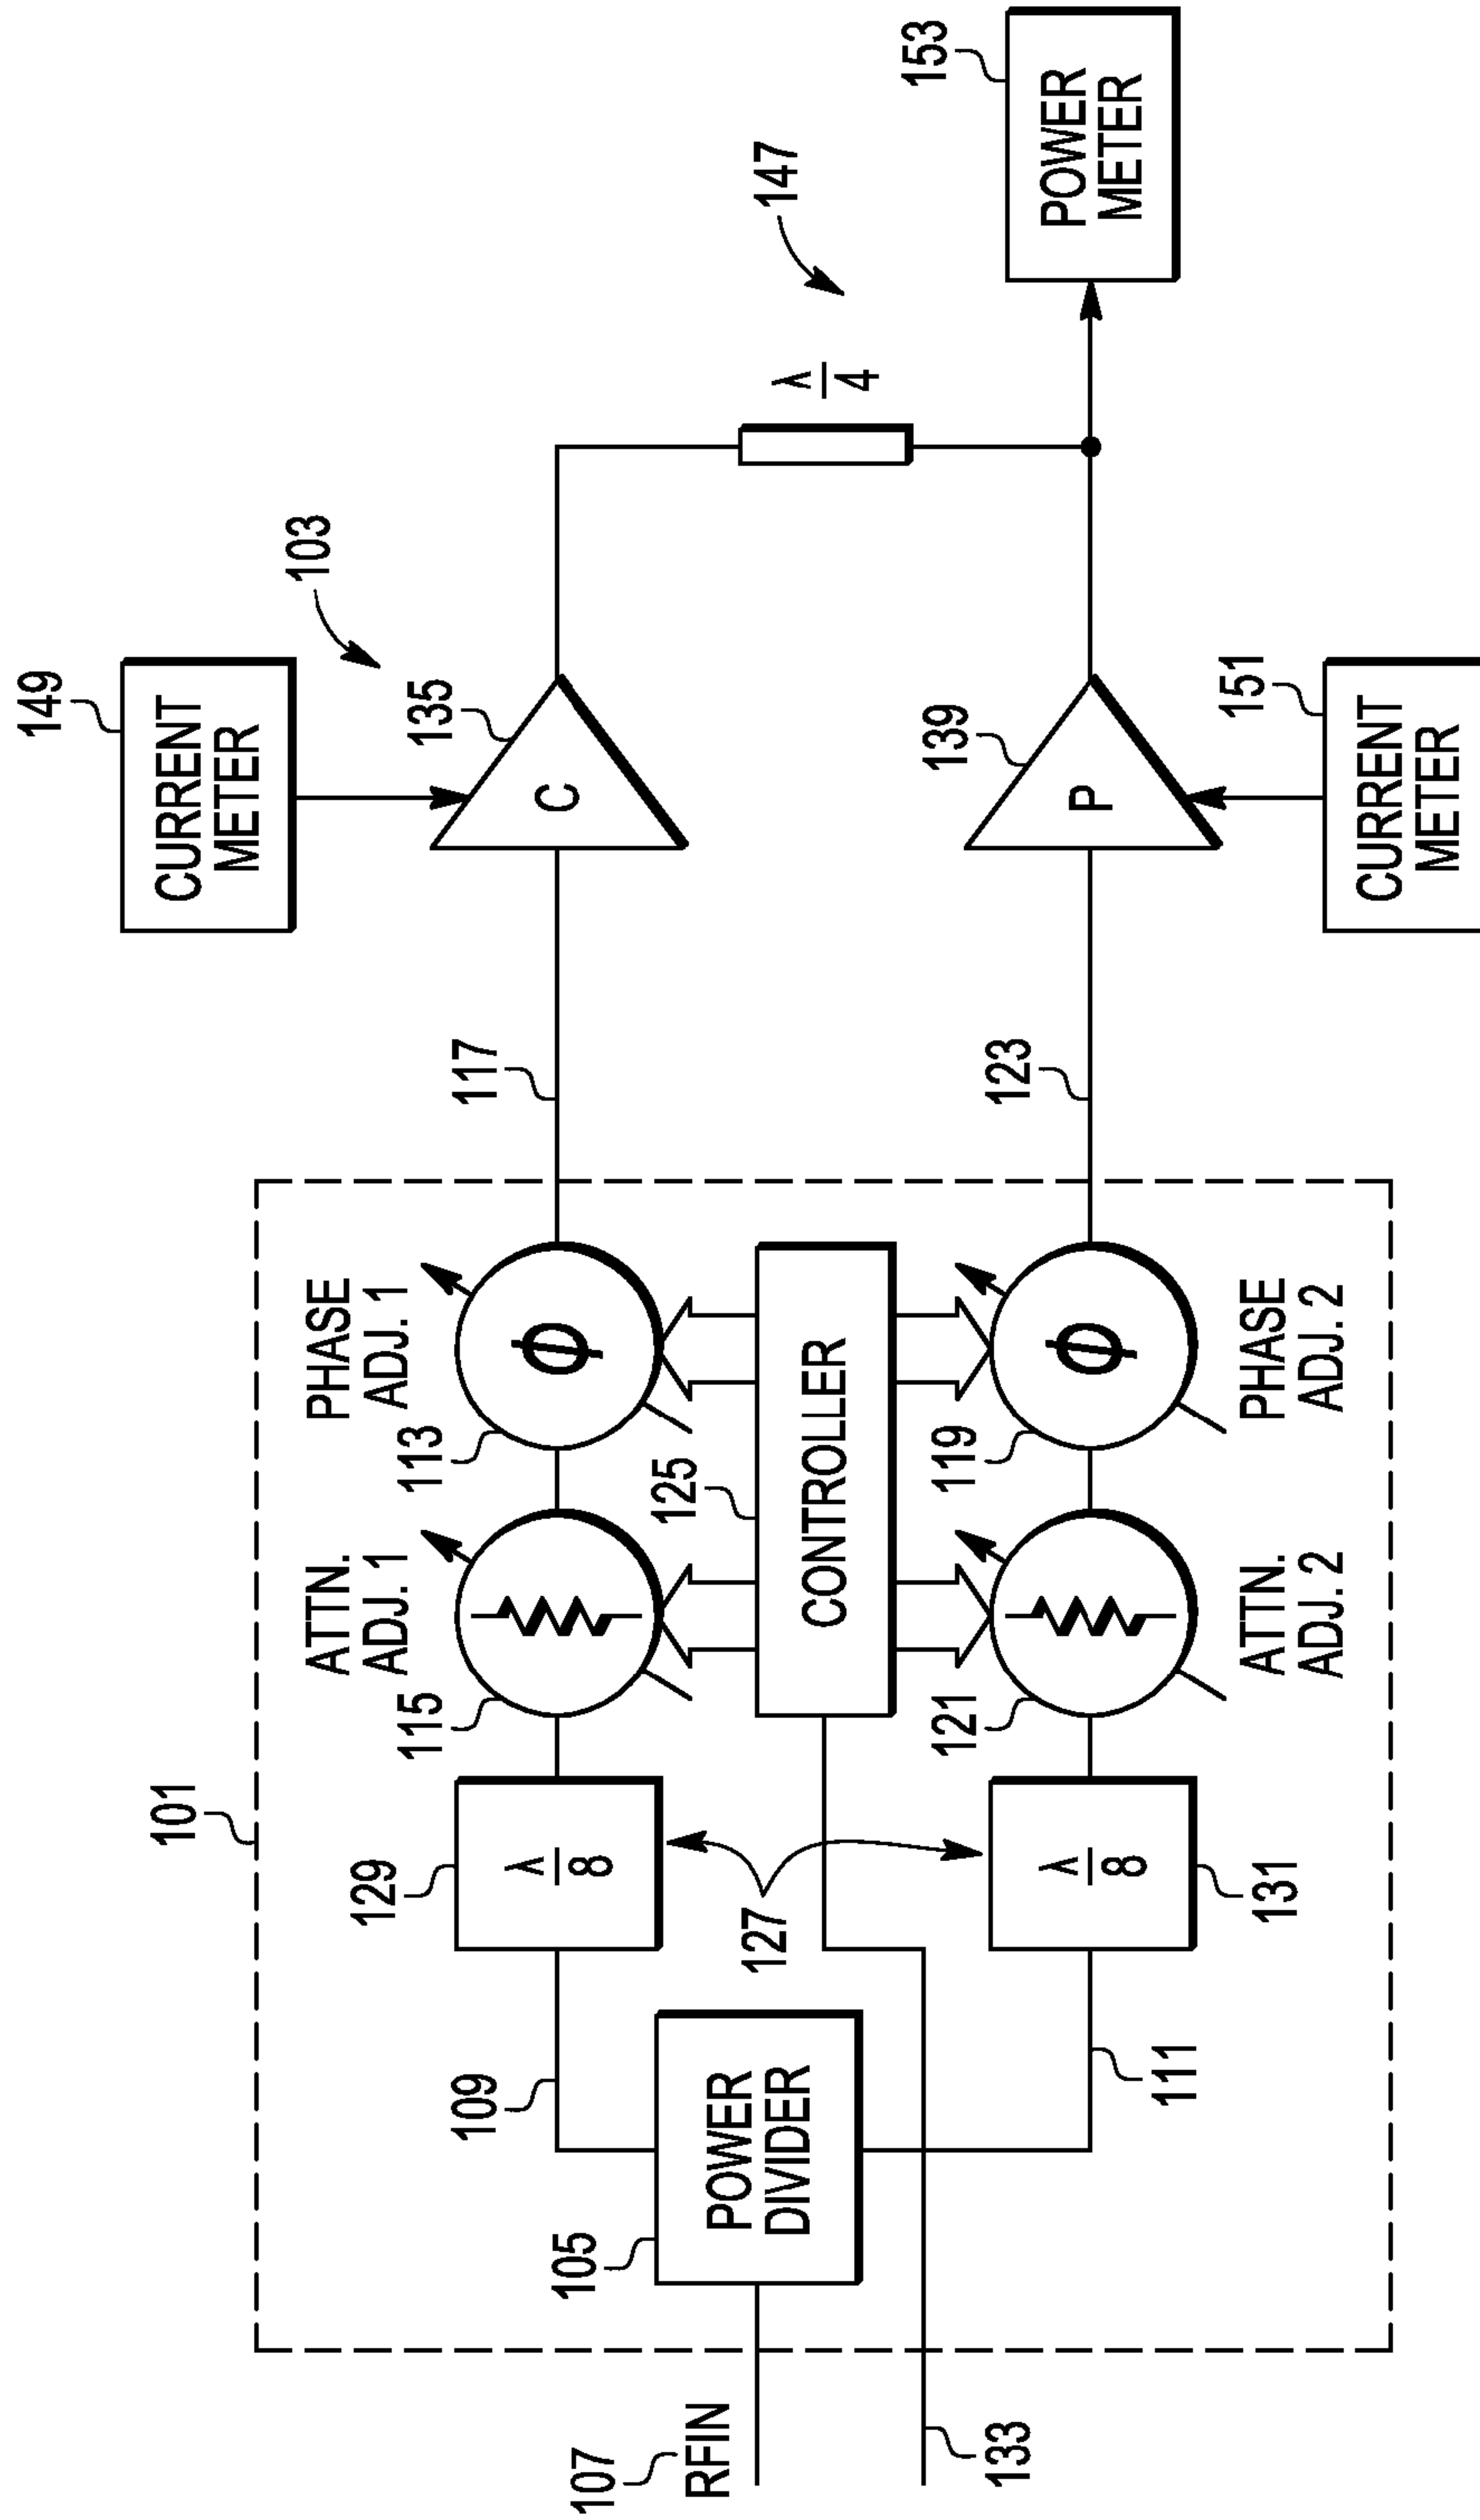 149
CURRENT
METER
101
103
ATTN.
ADJ. 1
PHASE
ADJ. 1
129
115
113
135
109
117
λ
8
ϕ
C
105
107
RFIN
125
POWER
DIVIDER
127
147
λ
4
CONTROLLER
153
139
121
119
133
123
POWER
METER
λ
8
ϕ
P
111
131
ATTN.
ADJ. 2
PHASE
ADJ. 2
151
CURRENT
METER